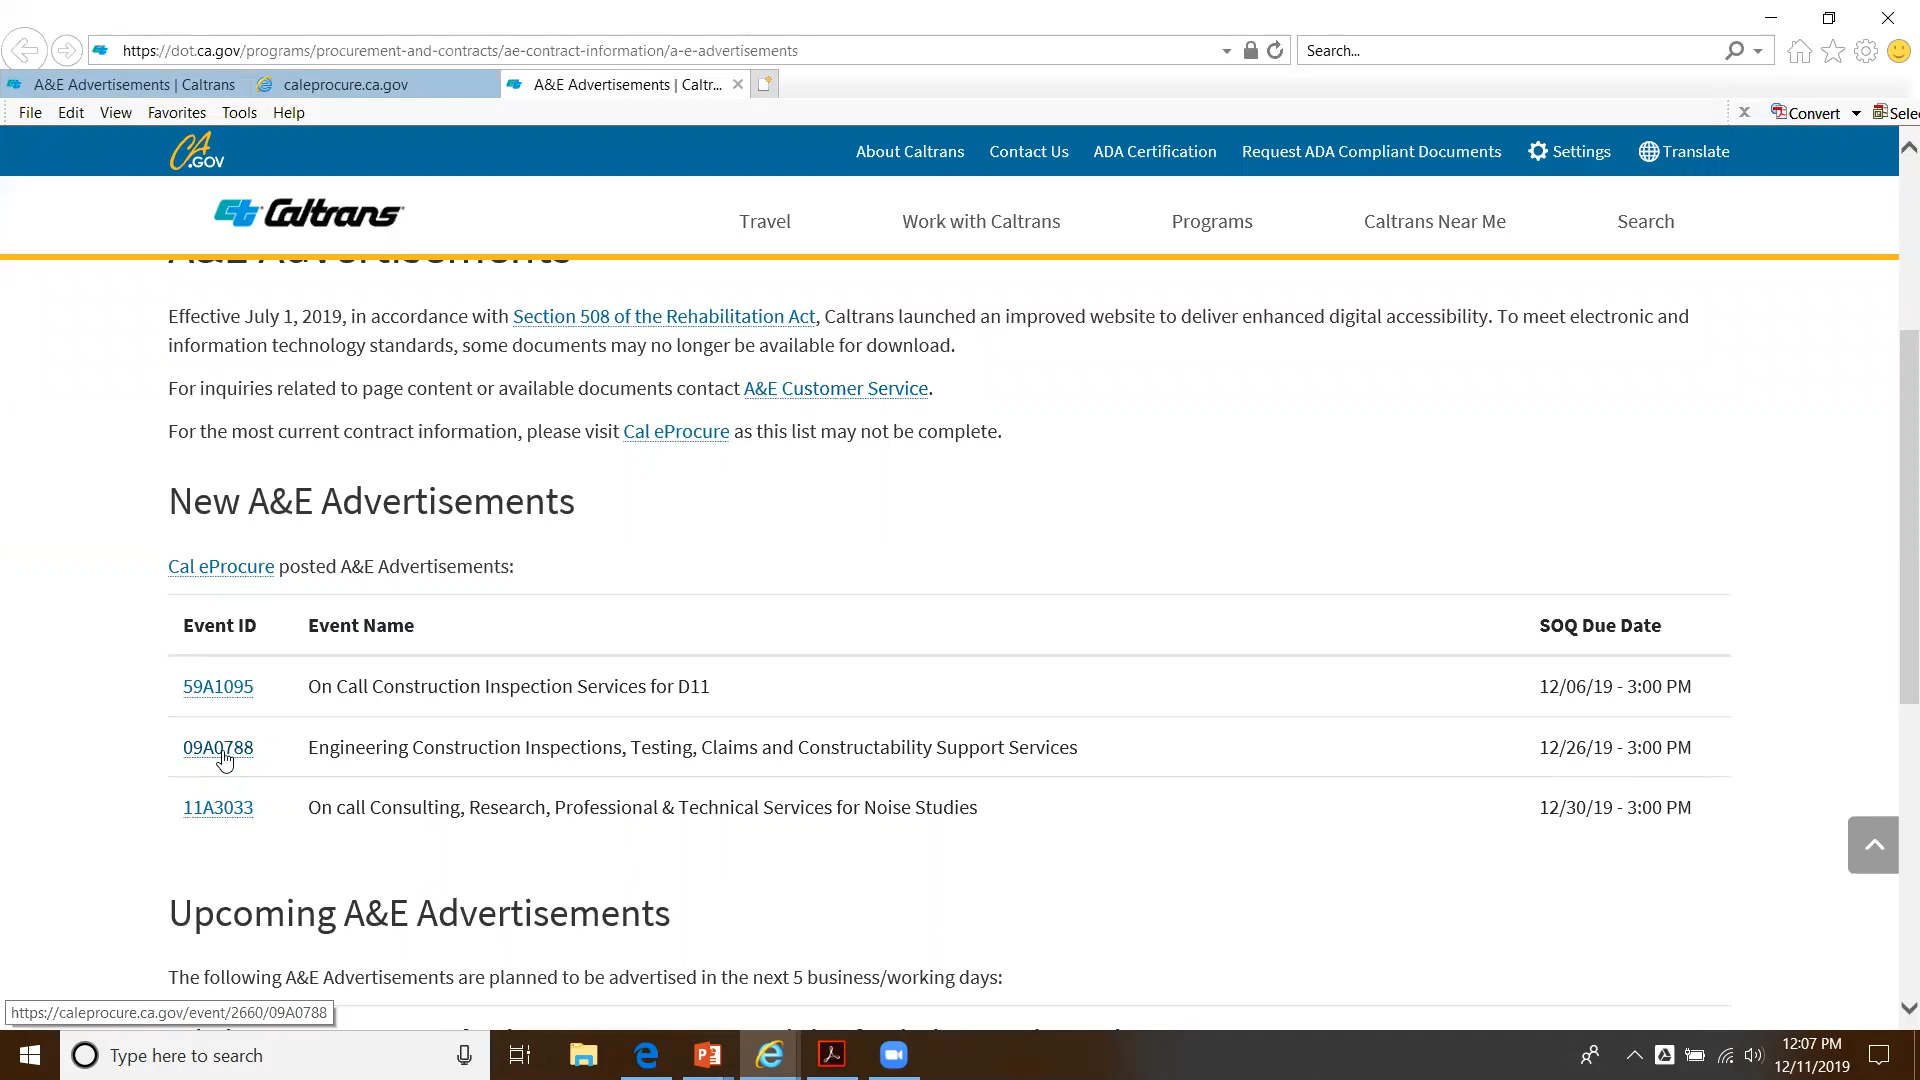 https://dot.ca.gov/programs/procurement-and-contracts/ae-contract-information/a-e-advertisements
Search...
A&E Advertisements | Caltrans
caleprocure.ca.gov
A&E Advertisements | Caltr...
File Edit View Favorites Tools Help
Convert
Sele
CA
.GOV
About Caltrans Contact Us ADA Certification Request ADA Compliant Documents Settings Translate
Caltrans
Travel Work with Caltrans Programs Caltrans Near Me Search
A&E Advertisements
Effective July 1, 2019, in accordance with Section 508 of the Rehabilitation Act, Caltrans launched an improved website to deliver enhanced digital accessibility. To meet electronic and
information technology standards, some documents may no longer be available for download.
For inquiries related to page content or available documents contact A&E Customer Service.
For the most current contract information, please visit Cal eProcure as this list may not be complete.
New A&E Advertisements
Cal eProcure posted A&E Advertisements:
Event ID Event Name SOQ Due Date
59A1095 On Call Construction Inspection Services for D11 12/06/19 - 3:00 PM
09A0788 Engineering Construction Inspections, Testing, Claims and Constructability Support Services 12/26/19 - 3:00 PM
11A3033 On call Consulting, Research, Professional & Technical Services for Noise Studies 12/30/19 - 3:00 PM
Upcoming A&E Advertisements
The following A&E Advertisements are planned to be advertised in the next 5 business/working days:
https://caleprocure.ca.gov/event/2660/09A0788
Type here to search
12:07 PM
12/11/2019